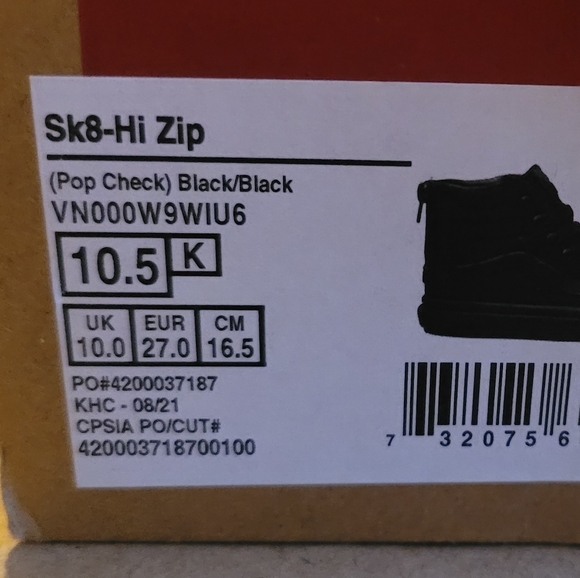 Sk8-Hi Zip
(Pop Check) Black/Black
VN000W9WIU6
10.5 K
UK EUR CM
10.0 27.0 16.5
PO#4200037187
KHC - 08/21
CPSIA PO/CUT#
420003718700100
7 32075 6